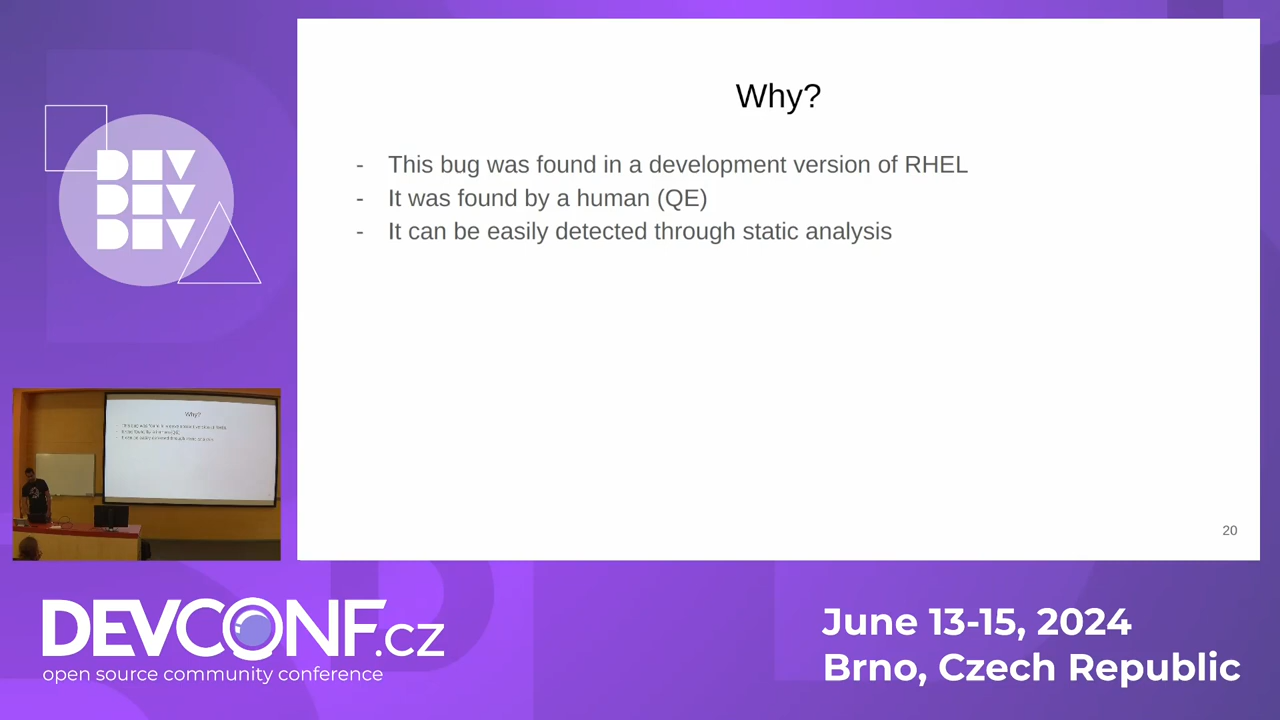 Why?
- This bug was found in a development version of RHEL
- It was found by a human (QE)
- It can be easily detected through static analysis
20
DEV
DEV
DEV
Why?
DEVCONF.cz
open source community conference
June 13-15, 2024
Brno, Czech Republic